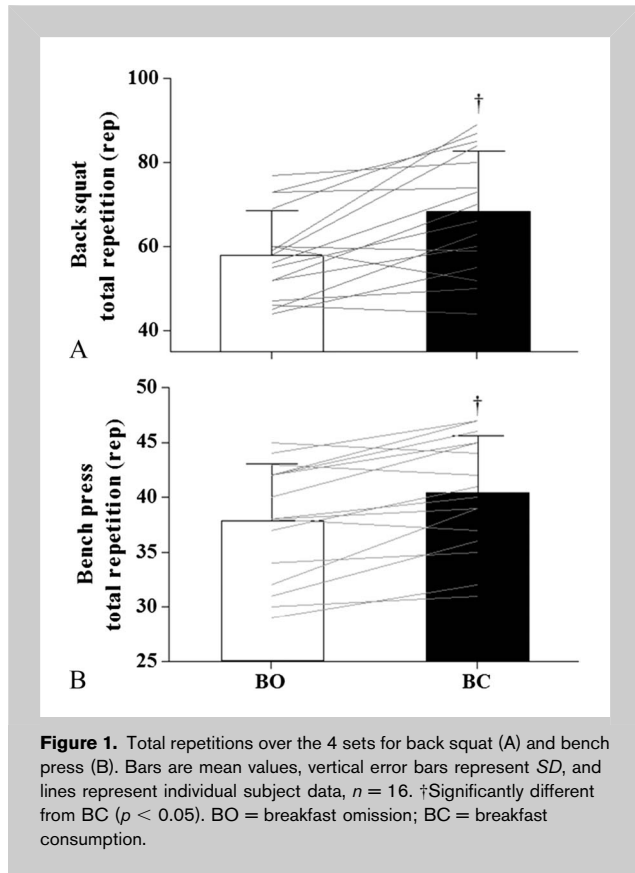 100
†
80
Back squat
total repetition (rep)
60
40
A
50
†
45
Bench press
total repetition (rep)
40
35
30
25
B
BO
BC
Figure 1. Total repetitions over the 4 sets for back squat (A) and bench
press (B). Bars are mean values, vertical error bars represent SD, and
lines represent individual subject data, n = 16. †Significantly different
from BC (p < 0.05). BO = breakfast omission; BC = breakfast
consumption.